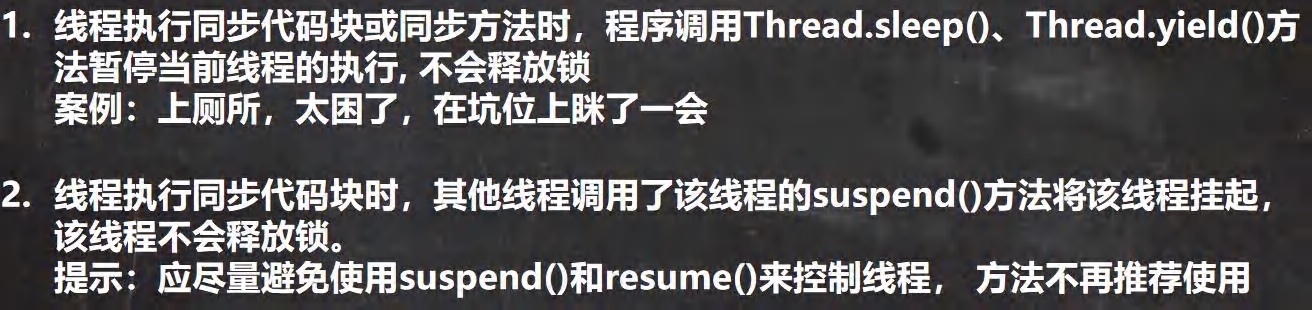 1. 线程执行同步代码块或同步方法时，程序调用Thread.sleep()、Thread.yield()方
法暂停当前线程的执行, 不会释放锁
案例：上厕所，太困了，在坑位上眯了一会
2. 线程执行同步代码块时，其他线程调用了该线程的suspend()方法将该线程挂起，
该线程不会释放锁。
提示：应尽量避免使用suspend()和resume()来控制线程， 方法不再推荐使用